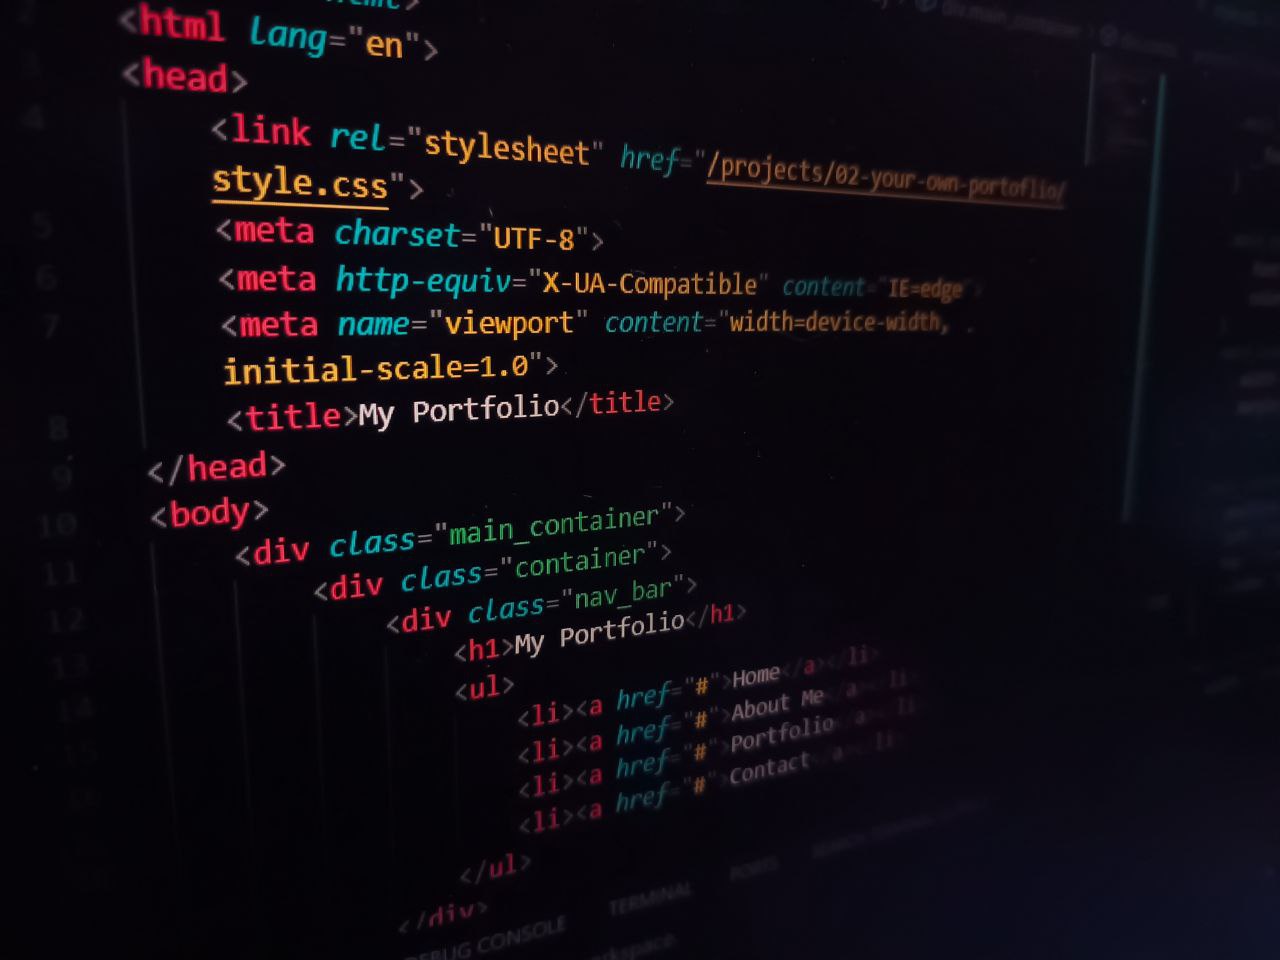 <html lang="en">
<head>
<link rel="stylesheet" href="/projects/02-your-own-portoflio/
style.css">
<meta charset="UTF-8">
<meta http-equiv="X-UA-Compatible" content="IE=edge"
<meta name="viewport" content="width=device-width,
initial-scale=1.0">
<title>My Portfolio</title>
</head>
<body>
<div class="main_container">
<div class="container">
<div class="nav_bar">
<h1>My Portfolio</h1>
<ul>
<li><a href="#">Home</a></li>
<li><a href="#">About Me</a></li>
<li><a href="#">Portfolio</a></li>
<li><a href="#">Contact</a></li>
</ul>
</div>
DEBUG CONSOLE TERMINAL PORTS